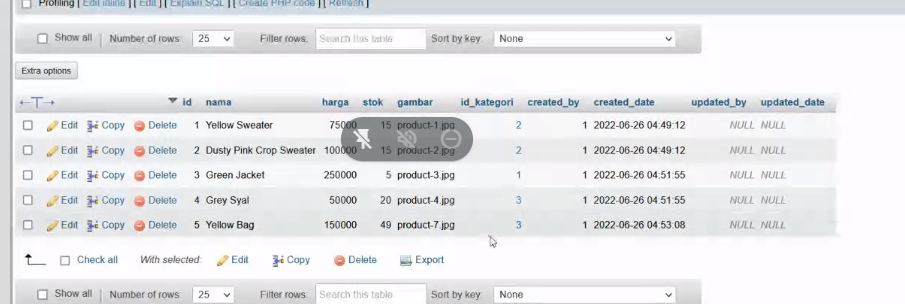 Profiling [ Edit inline ] [ Edit ] [ Explain SQL ] [ Create PHP code ] [ Refresh ]
Show all | Number of rows: 25 Filter rows: Search this table Sort by key: None
Extra options
←T→ id nama harga stok gambar id_kategori created_by created_date updated_by updated_date
Edit Copy Delete 1 Yellow Sweater 75000 15 product-1.jpg 2 1 2022-06-26 04:49:12 NULL NULL
Edit Copy Delete 2 Dusty Pink Crop Sweater 100000 15 product-2.jpg 2 1 2022-06-26 04:49:12 NULL NULL
Edit Copy Delete 3 Green Jacket 250000 5 product-3.jpg 1 1 2022-06-26 04:51:55 NULL NULL
Edit Copy Delete 4 Grey Syal 50000 20 product-4.jpg 3 1 2022-06-26 04:51:55 NULL NULL
Edit Copy Delete 5 Yellow Bag 150000 49 product-7.jpg 3 1 2022-06-26 04:53:08 NULL NULL
Check all With selected: Edit Copy Delete Export
Show all | Number of rows: 25 Filter rows: Search this table Sort by key: None